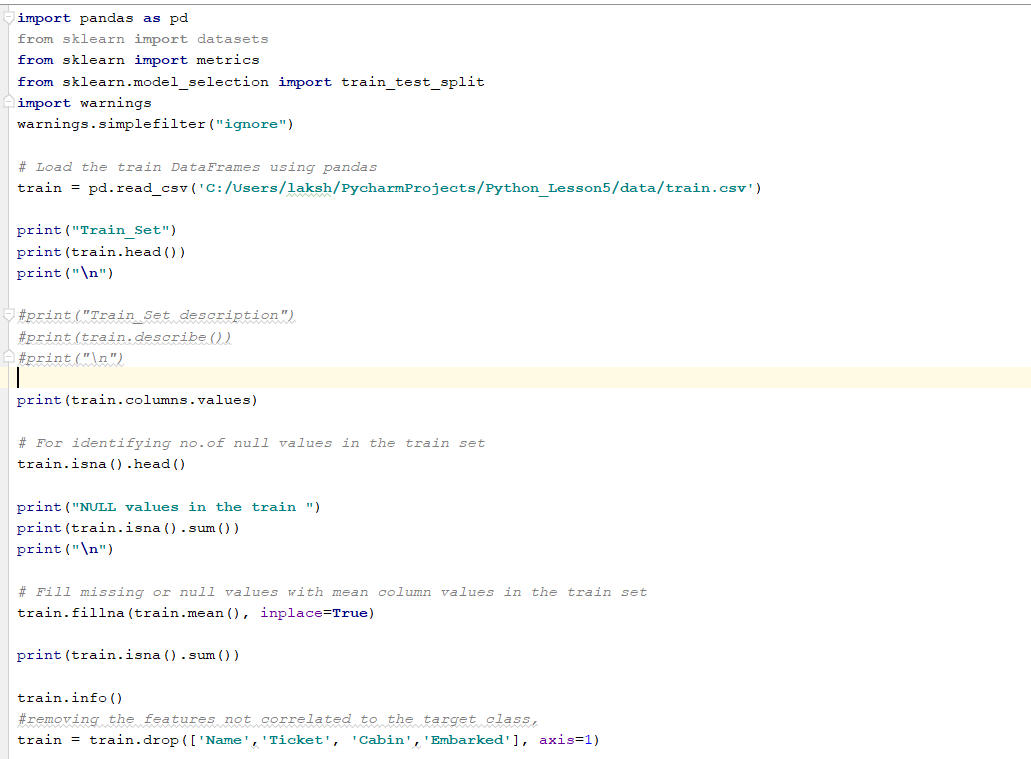 import pandas as pd
from sklearn import datasets
from sklearn import metrics
from sklearn.model_selection import train_test_split
import warnings
warnings.simplefilter("ignore")
# Load the train DataFrames using pandas
train = pd.read_csv('C:/Users/laksh/PycharmProjects/Python_Lesson5/data/train.csv')
print("Train_Set")
print(train.head())
print("\n")
#print("Train_Set description")
#print(train.describe())
#print("\n")
print(train.columns.values)
# For identifying no.of null values in the train set
train.isna().head()
print("NULL values in the train ")
print(train.isna().sum())
print("\n")
# Fill missing or null values with mean column values in the train set
train.fillna(train.mean(), inplace=True)
print(train.isna().sum())
train.info()
#removing the features not correlated to the target class,
train = train.drop(['Name','Ticket', 'Cabin','Embarked'], axis=1)